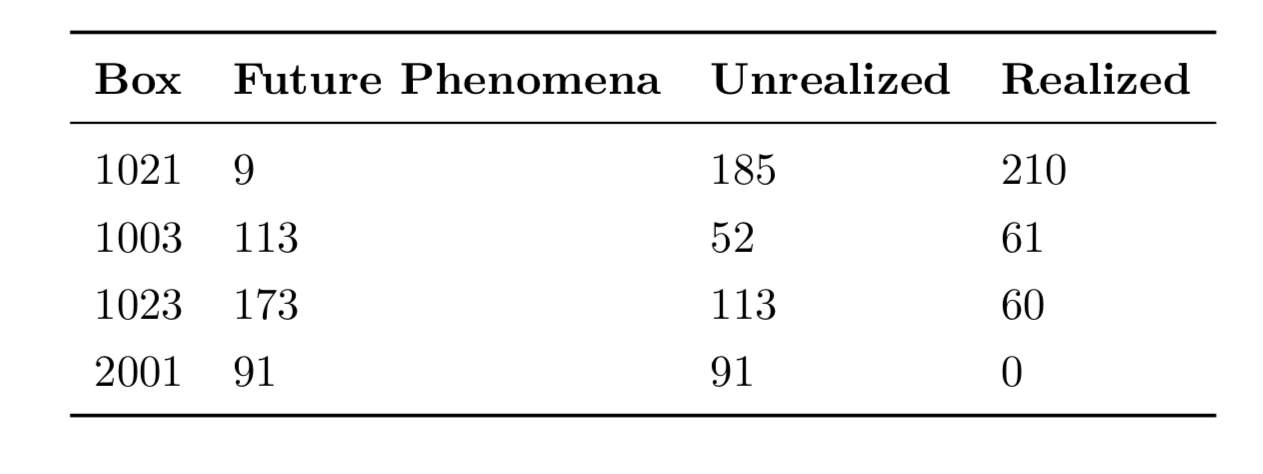 Box Future Phenomena Unrealized Realized
1021 9 185 210
1003 113 52 61
1023 173 113 60
2001 91 91 0